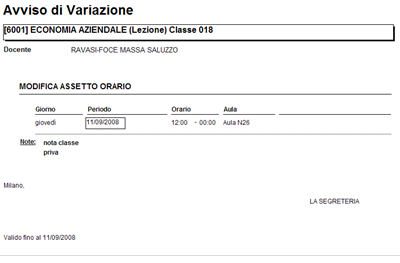 Avviso di Variazione
[6001] ECONOMIA AZIENDALE (Lezione) Classe 018
Docente RAVASI-FOCE MASSA SALUZZO
MODIFICA ASSETTO ORARIO
Giorno Periodo Orario Aula
giovedì 11/09/2008 12:00 - 00:00 Aula N26
Note: nota classe
priva
Milano,
LA SEGRETERIA
Valido fino al 11/09/2008